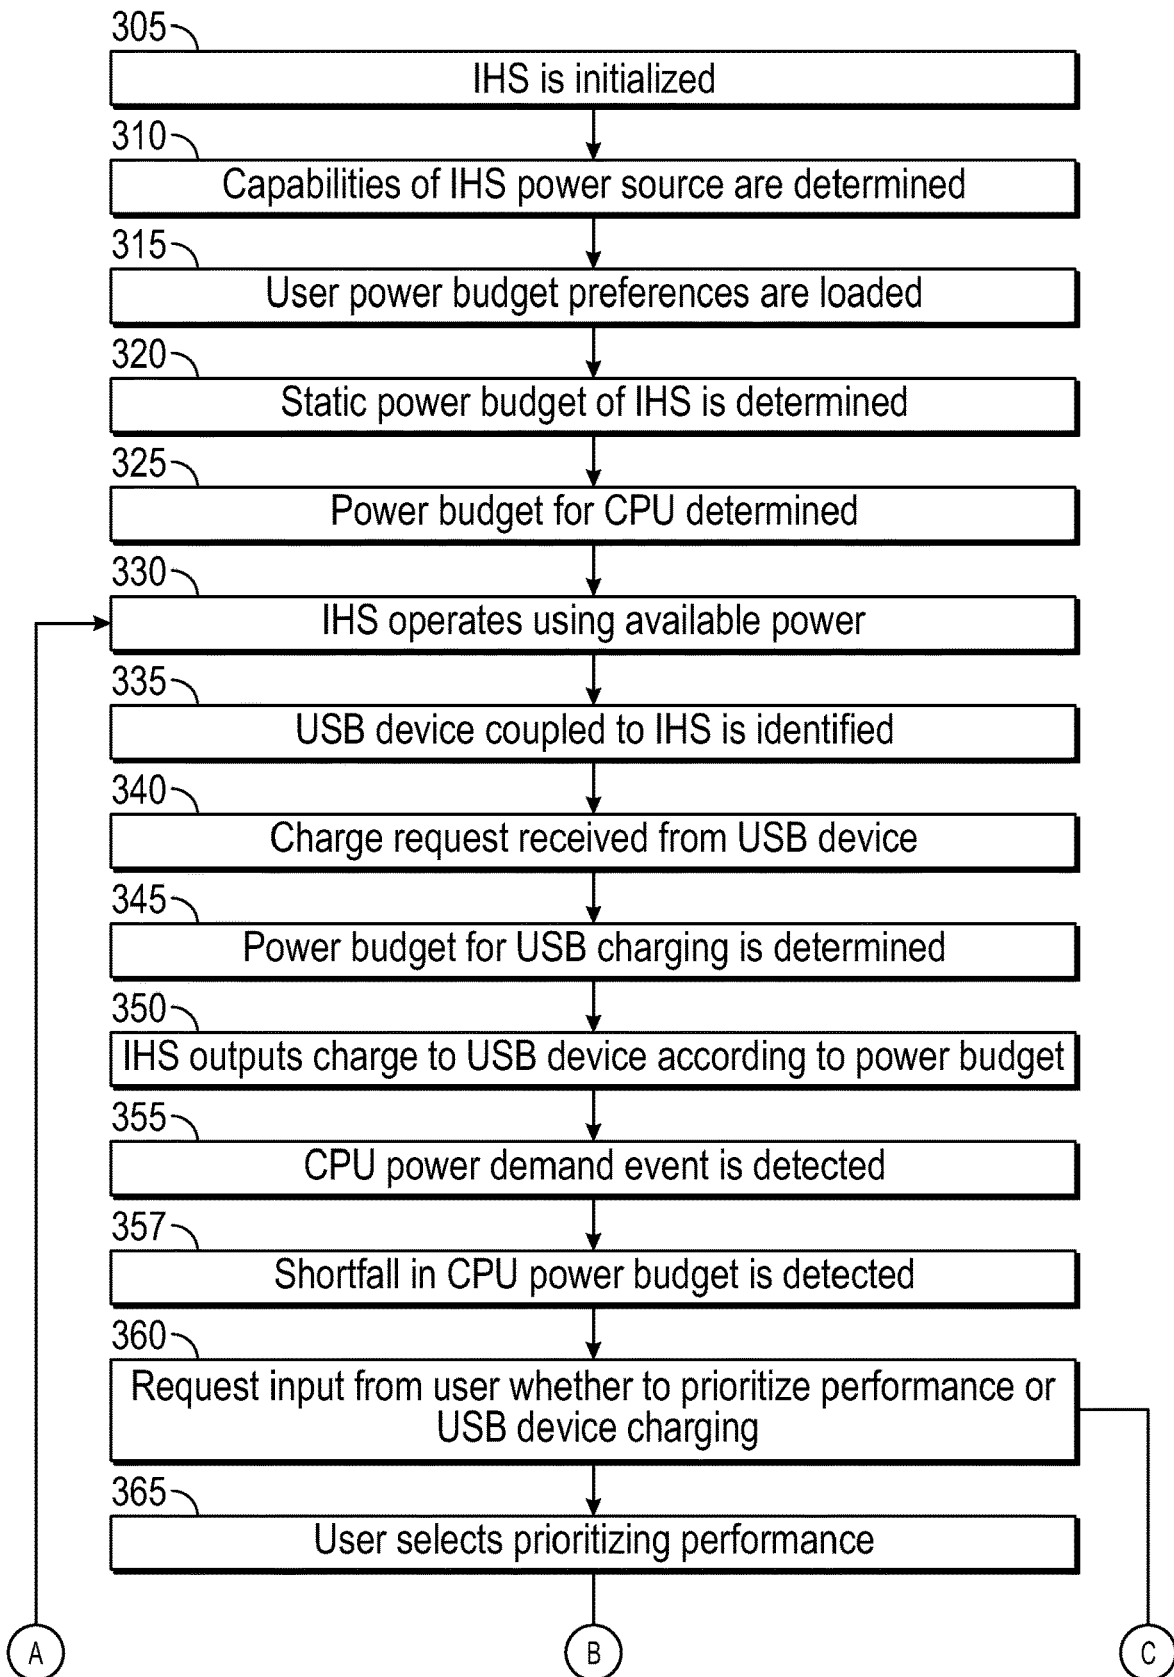 305
IHS is initialized
310
Capabilities of IHS power source are determined
315
User power budget preferences are loaded
320
Static power budget of IHS is determined
325
Power budget for CPU determined
330
IHS operates using available power
335
USB device coupled to IHS is identified
340
Charge request received from USB device
345
Power budget for USB charging is determined
350
IHS outputs charge to USB device according to power budget
355
CPU power demand event is detected
357
Shortfall in CPU power budget is detected
360
Request input from user whether to prioritize performance or
USB device charging
365
User selects prioritizing performance
A
B
C